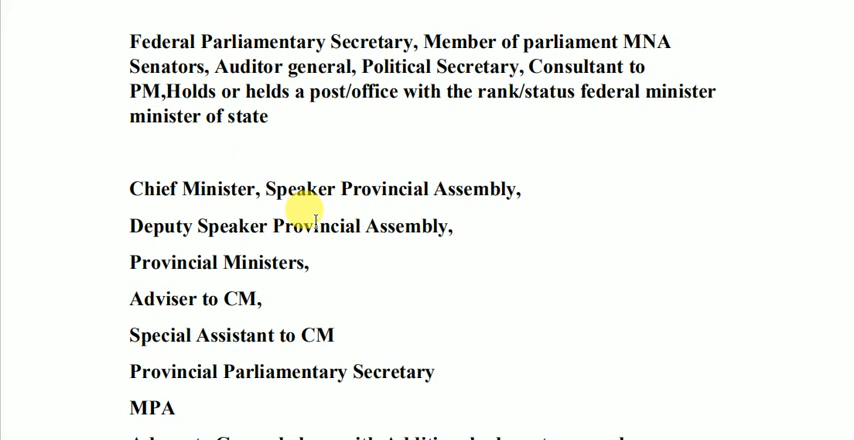 Federal Parliamentary Secretary, Member of parliament MNA
Senators, Auditor general, Political Secretary, Consultant to
PM,Holds or helds a post/office with the rank/status federal minister
minister of state
Chief Minister, Speaker Provincial Assembly,
Deputy Speaker Provincial Assembly,
Provincial Ministers,
Adviser to CM,
Special Assistant to CM
Provincial Parliamentary Secretary
MPA